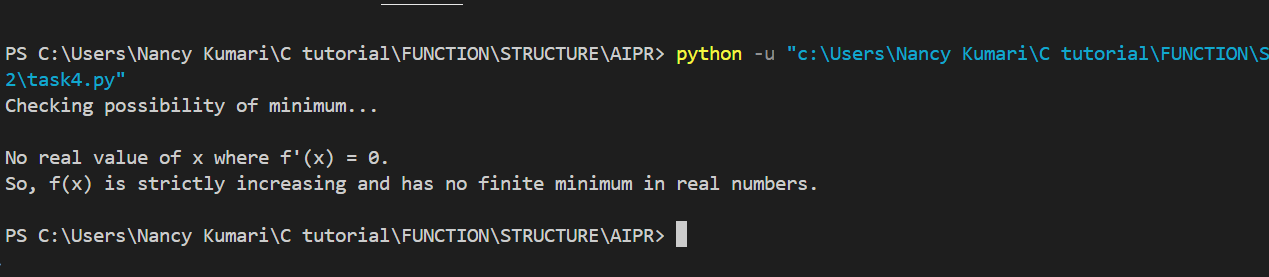 PS C:\Users\Nancy Kumari\C tutorial\FUNCTION\STRUCTURE\AIPR> python -u "c:\Users\Nancy Kumari\C tutorial\FUNCTION\S
2\task4.py"
Checking possibility of minimum...
No real value of x where f'(x) = 0.
So, f(x) is strictly increasing and has no finite minimum in real numbers.
PS C:\Users\Nancy Kumari\C tutorial\FUNCTION\STRUCTURE\AIPR>